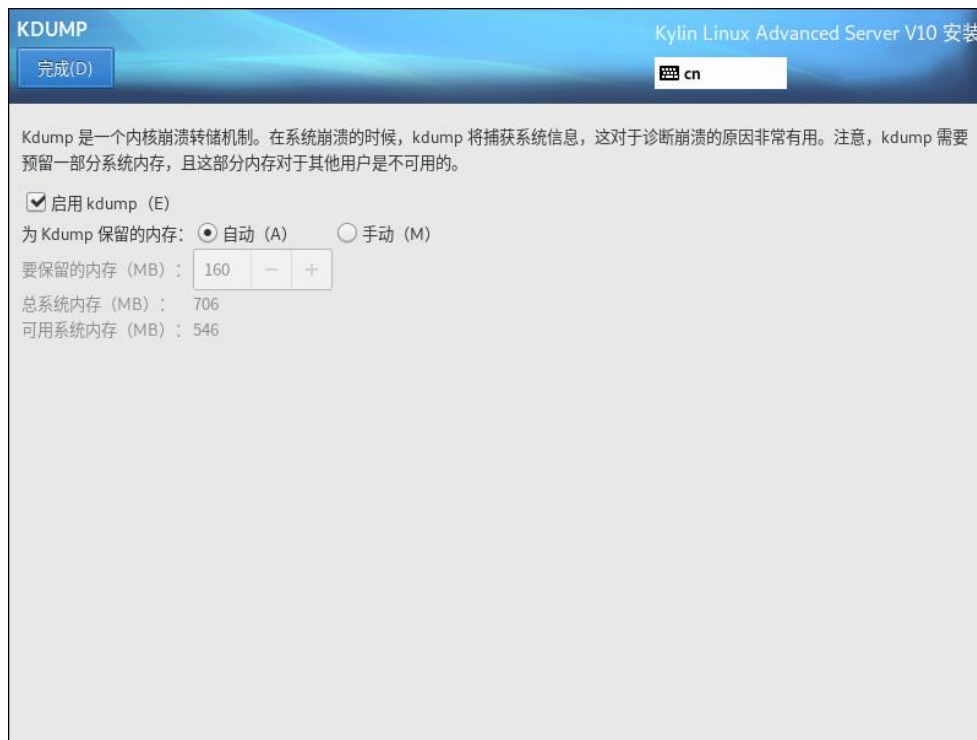 KDUMP
Kylin Linux Advanced Server V10 安装
完成(D)
cn
Kdump 是一个内核崩溃转储机制。在系统崩溃的时候，kdump 将捕获系统信息，这对于诊断崩溃的原因非常有用。注意，kdump 需要
预留一部分系统内存，且这部分内存对于其他用户是不可用的。
启用 kdump（E）
为 Kdump 保留的内存： 自动（A） 手动（M）
要保留的内存（MB）： 160 − +
总系统内存（MB）： 706
可用系统内存（MB）： 546